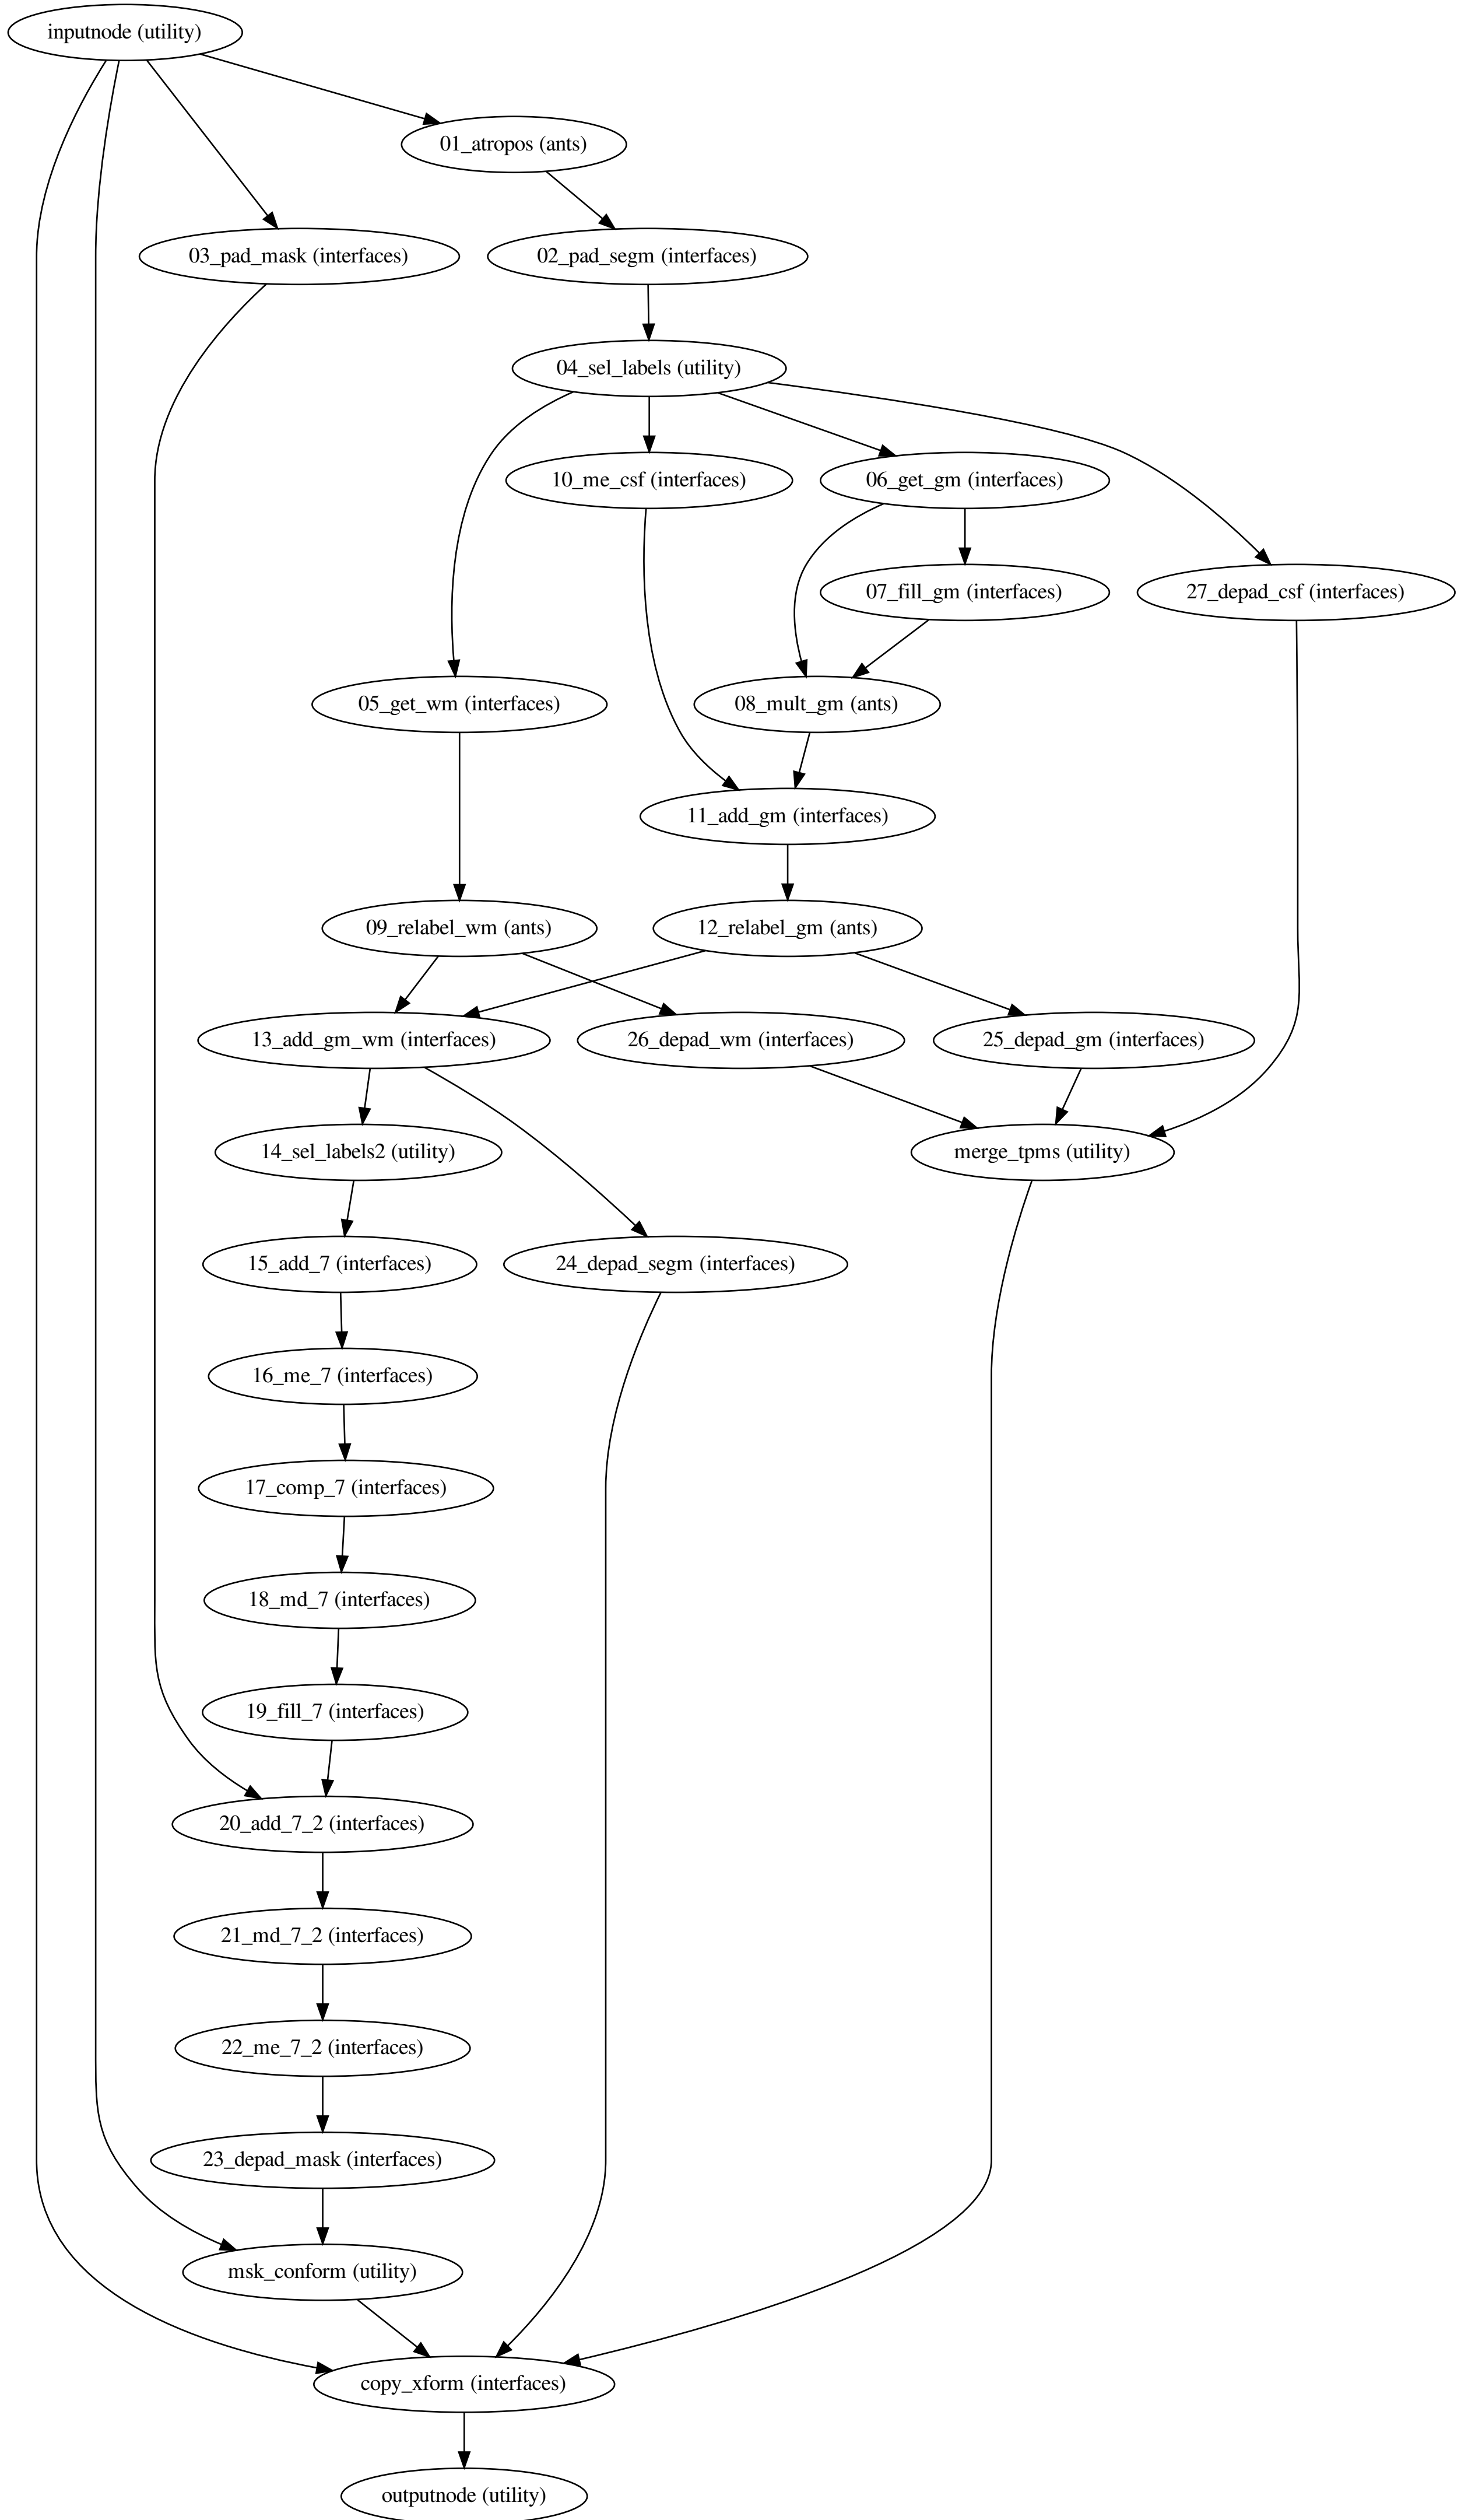 inputnode (utility)
01_atropos (ants)
03_pad_mask (interfaces)
02_pad_segm (interfaces)
04_sel_labels (utility)
10_me_csf (interfaces)
06_get_gm (interfaces)
07_fill_gm (interfaces)
27_depad_csf (interfaces)
05_get_wm (interfaces)
08_mult_gm (ants)
11_add_gm (interfaces)
09_relabel_wm (ants)
12_relabel_gm (ants)
13_add_gm_wm (interfaces)
26_depad_wm (interfaces)
25_depad_gm (interfaces)
14_sel_labels2 (utility)
merge_tpms (utility)
15_add_7 (interfaces)
24_depad_segm (interfaces)
16_me_7 (interfaces)
17_comp_7 (interfaces)
18_md_7 (interfaces)
19_fill_7 (interfaces)
20_add_7_2 (interfaces)
21_md_7_2 (interfaces)
22_me_7_2 (interfaces)
23_depad_mask (interfaces)
msk_conform (utility)
copy_xform (interfaces)
outputnode (utility)